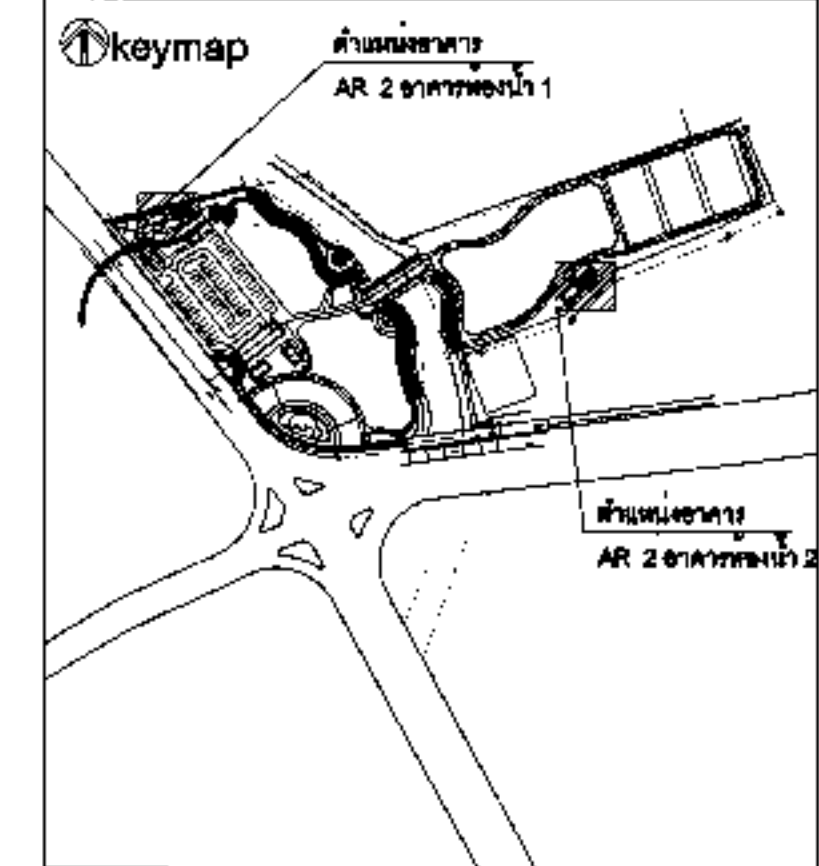 keymap
ตำแหน่งอาคาร
AR 2 อาคารห้องน้ำ 1
ตำแหน่งอาคาร
AR 2 อาคารห้องน้ำ 2